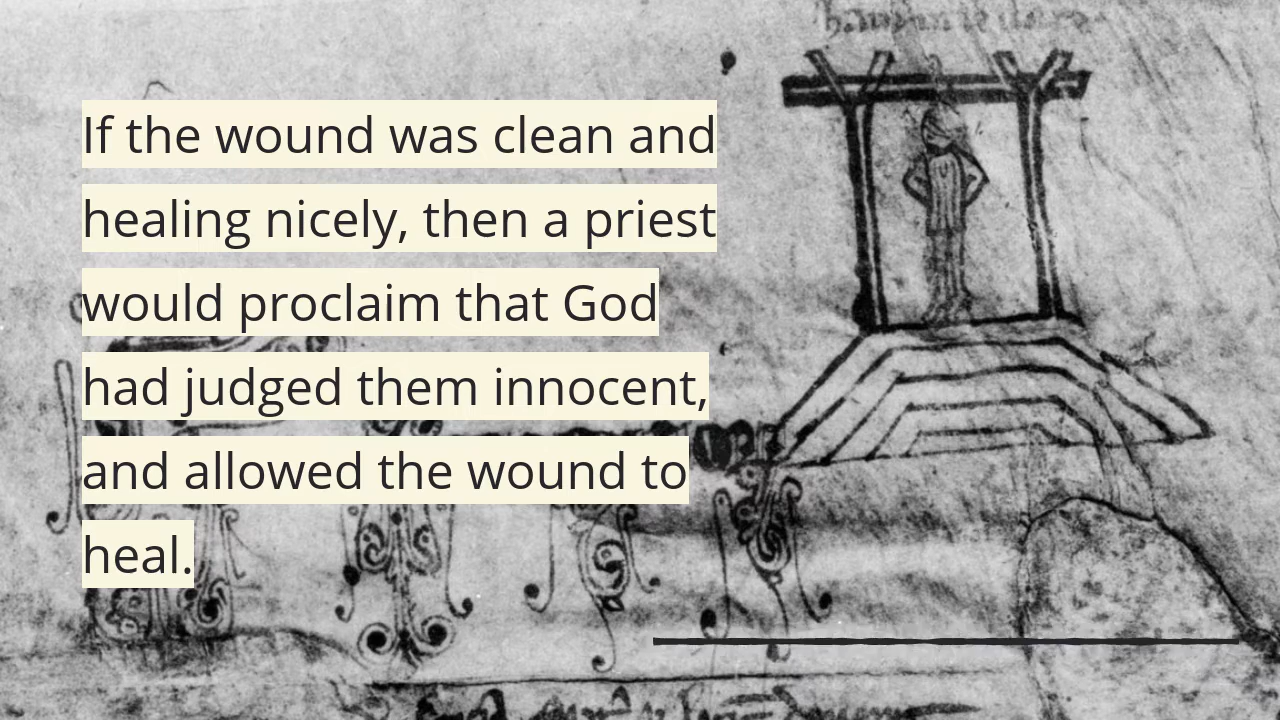 If the wound was clean and
healing nicely, then a priest
would proclaim that God
had judged them innocent,
and allowed the wound to
heal.